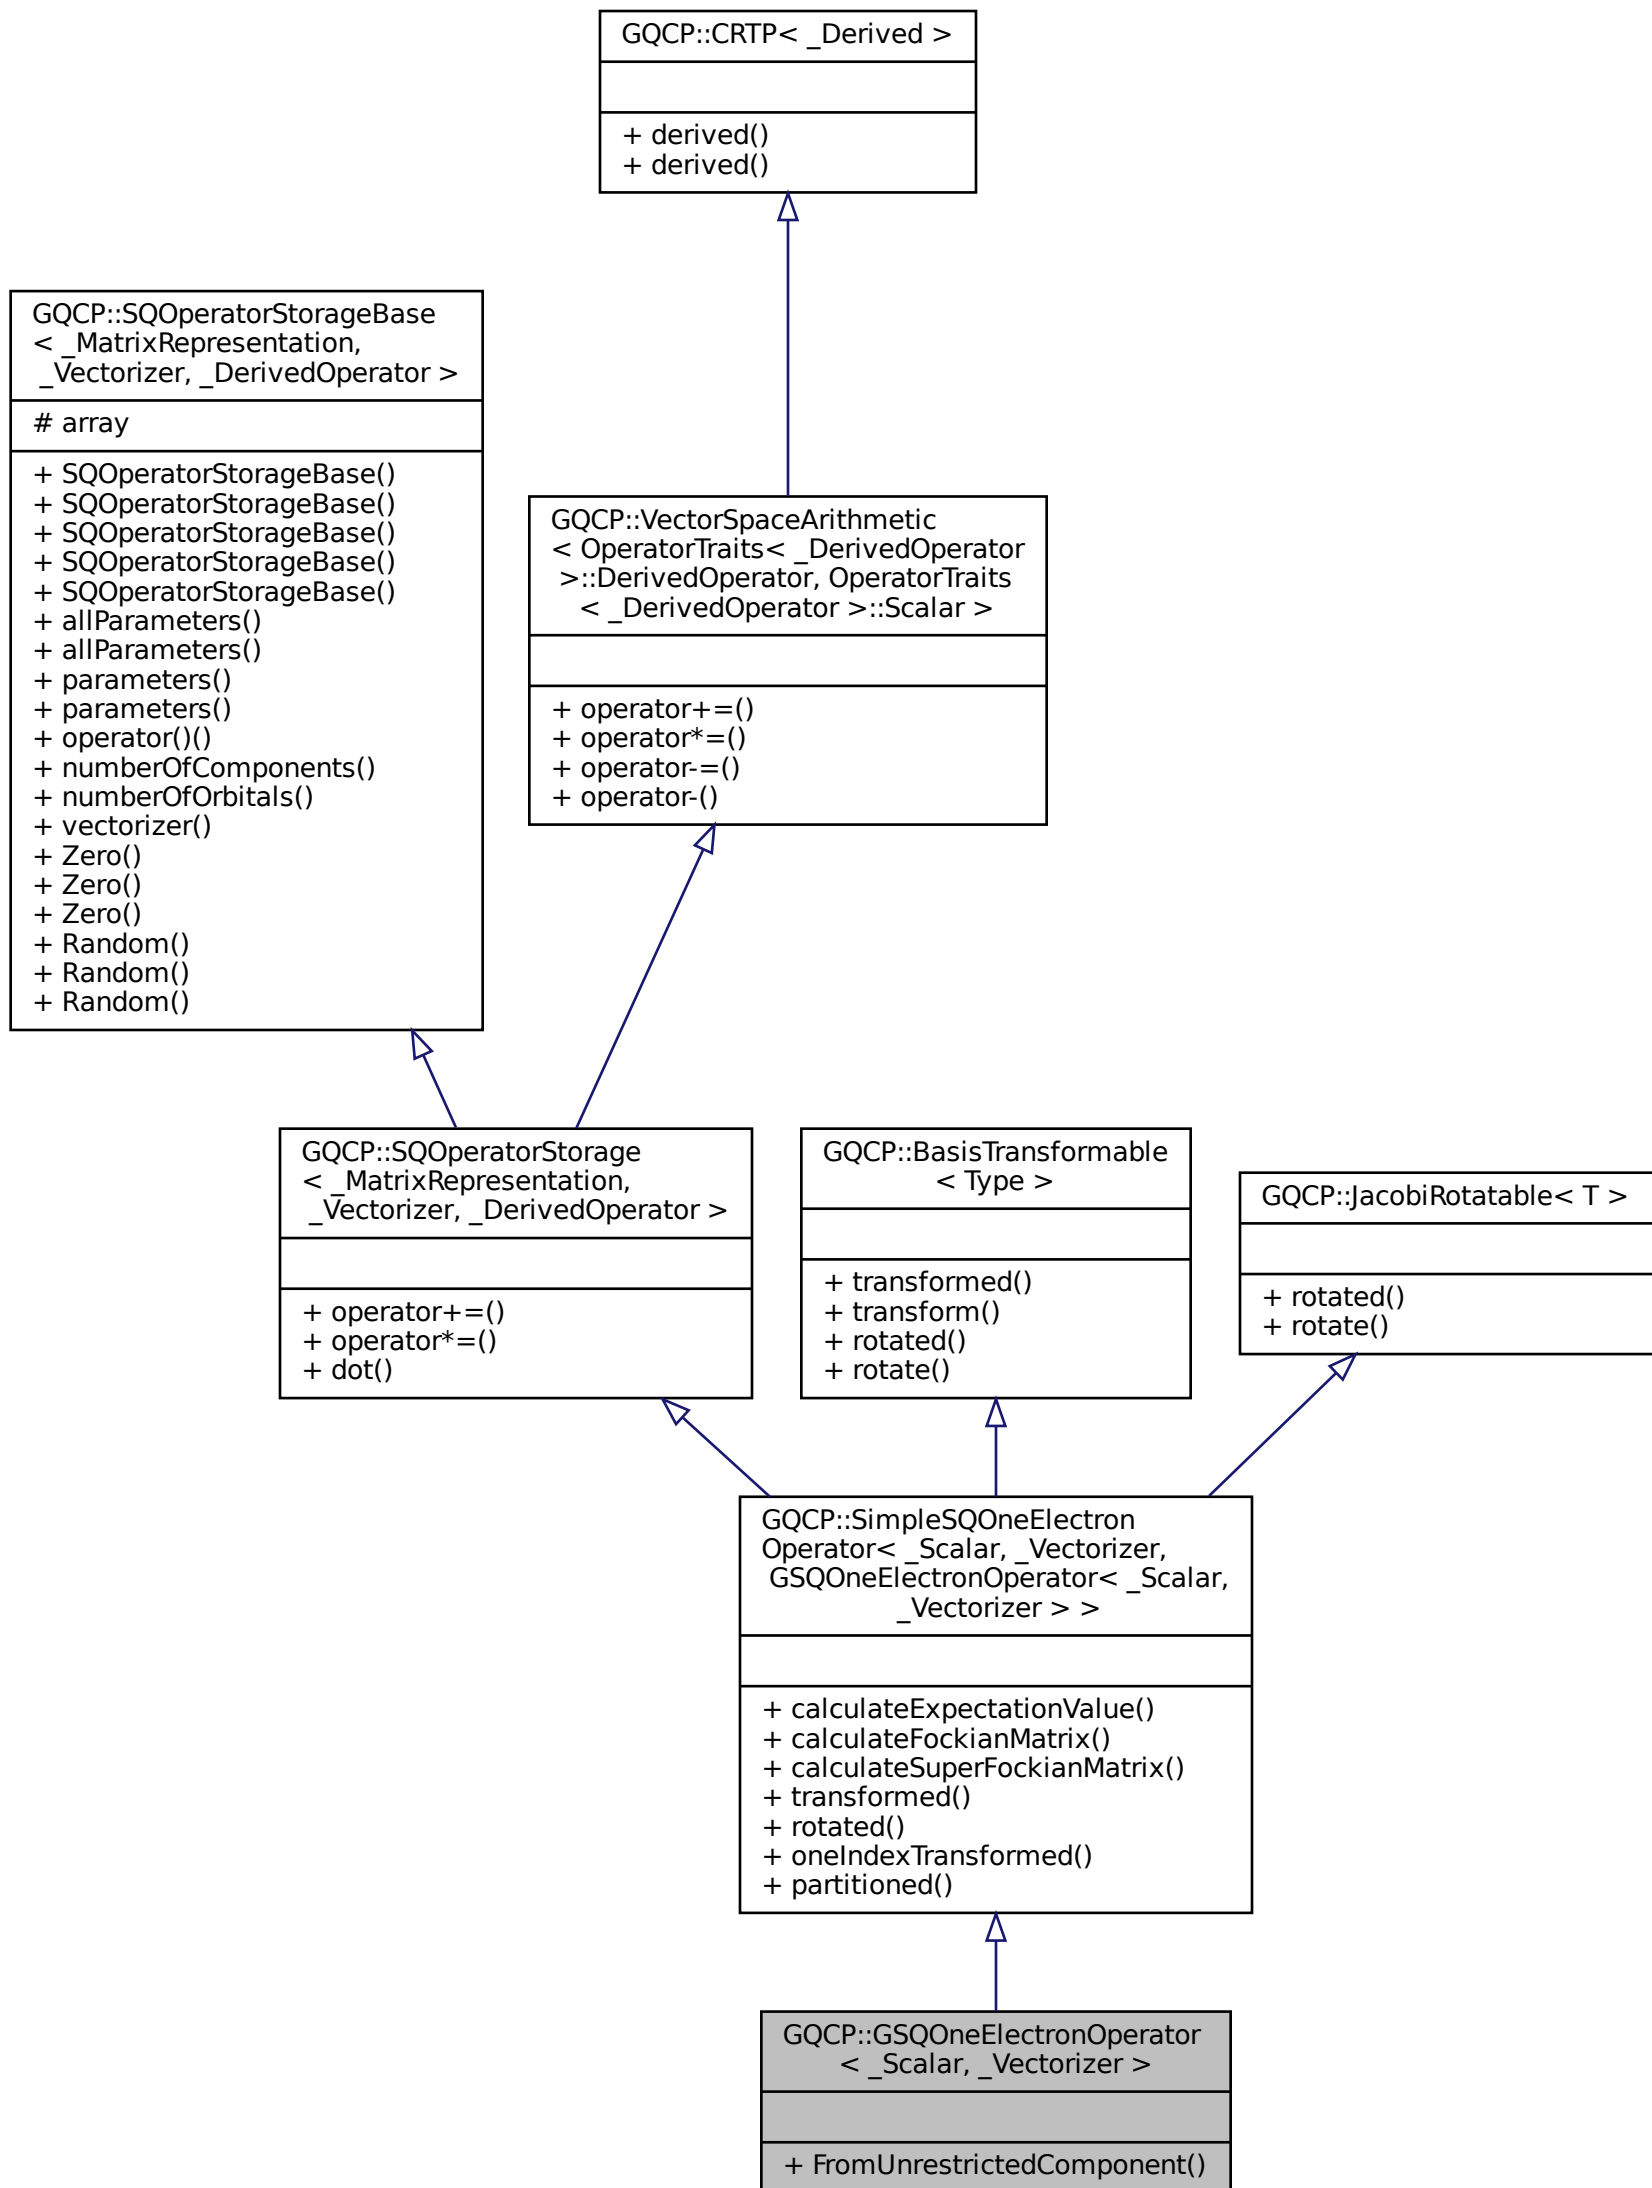 GQCP::CRTP< _Derived >
+ derived()
+ derived()
GQCP::SQOperatorStorageBase
< _MatrixRepresentation,
_Vectorizer, _DerivedOperator >
# array
+ SQOperatorStorageBase()
+ SQOperatorStorageBase()
+ SQOperatorStorageBase()
+ SQOperatorStorageBase()
+ SQOperatorStorageBase()
+ allParameters()
+ allParameters()
+ parameters()
+ parameters()
+ operator()()
+ numberOfComponents()
+ numberOfOrbitals()
+ vectorizer()
+ Zero()
+ Zero()
+ Zero()
+ Random()
+ Random()
+ Random()
GQCP::VectorSpaceArithmetic
< OperatorTraits< _DerivedOperator
>::DerivedOperator, OperatorTraits
< _DerivedOperator >::Scalar >
+ operator+=()
+ operator*=()
+ operator-=()
+ operator-()
GQCP::SQOperatorStorage
< _MatrixRepresentation,
_Vectorizer, _DerivedOperator >
+ operator+=()
+ operator*=()
+ dot()
GQCP::BasisTransformable
< Type >
+ transformed()
+ transform()
+ rotated()
+ rotate()
GQCP::JacobiRotatable< T >
+ rotated()
+ rotate()
GQCP::SimpleSQOneElectron
Operator< _Scalar, _Vectorizer,
GSQOneElectronOperator< _Scalar,
_Vectorizer > >
+ calculateExpectationValue()
+ calculateFockianMatrix()
+ calculateSuperFockianMatrix()
+ transformed()
+ rotated()
+ oneIndexTransformed()
+ partitioned()
GQCP::GSQOneElectronOperator
< _Scalar, _Vectorizer >
+ FromUnrestrictedComponent()